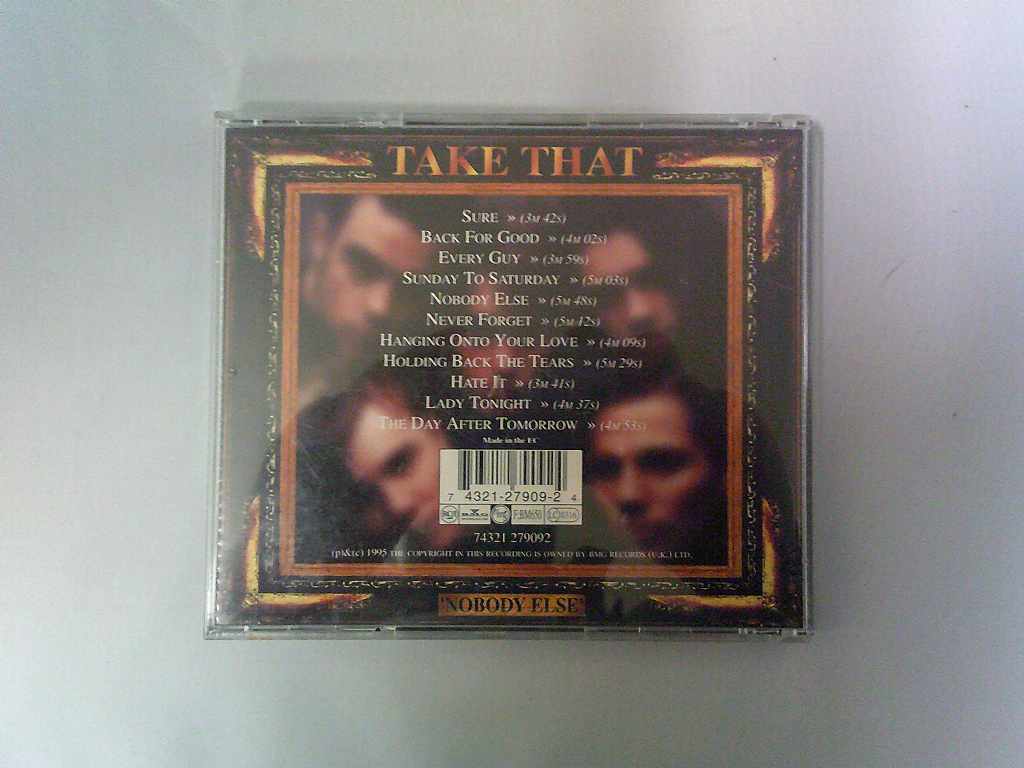 TAKE THAT
SURE » (3M 42S)
BACK FOR GOOD » (4M 02S)
EVERY GUY » (3M 59S)
SUNDAY TO SATURDAY » (5M 03S)
NOBODY ELSE » (5M 48S)
NEVER FORGET » (5M 12S)
HANGING ONTO YOUR LOVE » (4M 09S)
HOLDING BACK THE TEARS » (5M 29S)
HATE IT » (3M 41S)
LADY TONIGHT » (4M 37S)
THE DAY AFTER TOMORROW » (4M 53S)
Made in the EC
7 4321-27909-2 4
BMG
74321 279092
(p)&(c) 1995 THE COPYRIGHT IN THIS RECORDING IS OWNED BY BMG RECORDS (U.K.) LTD.
'NOBODY ELSE'